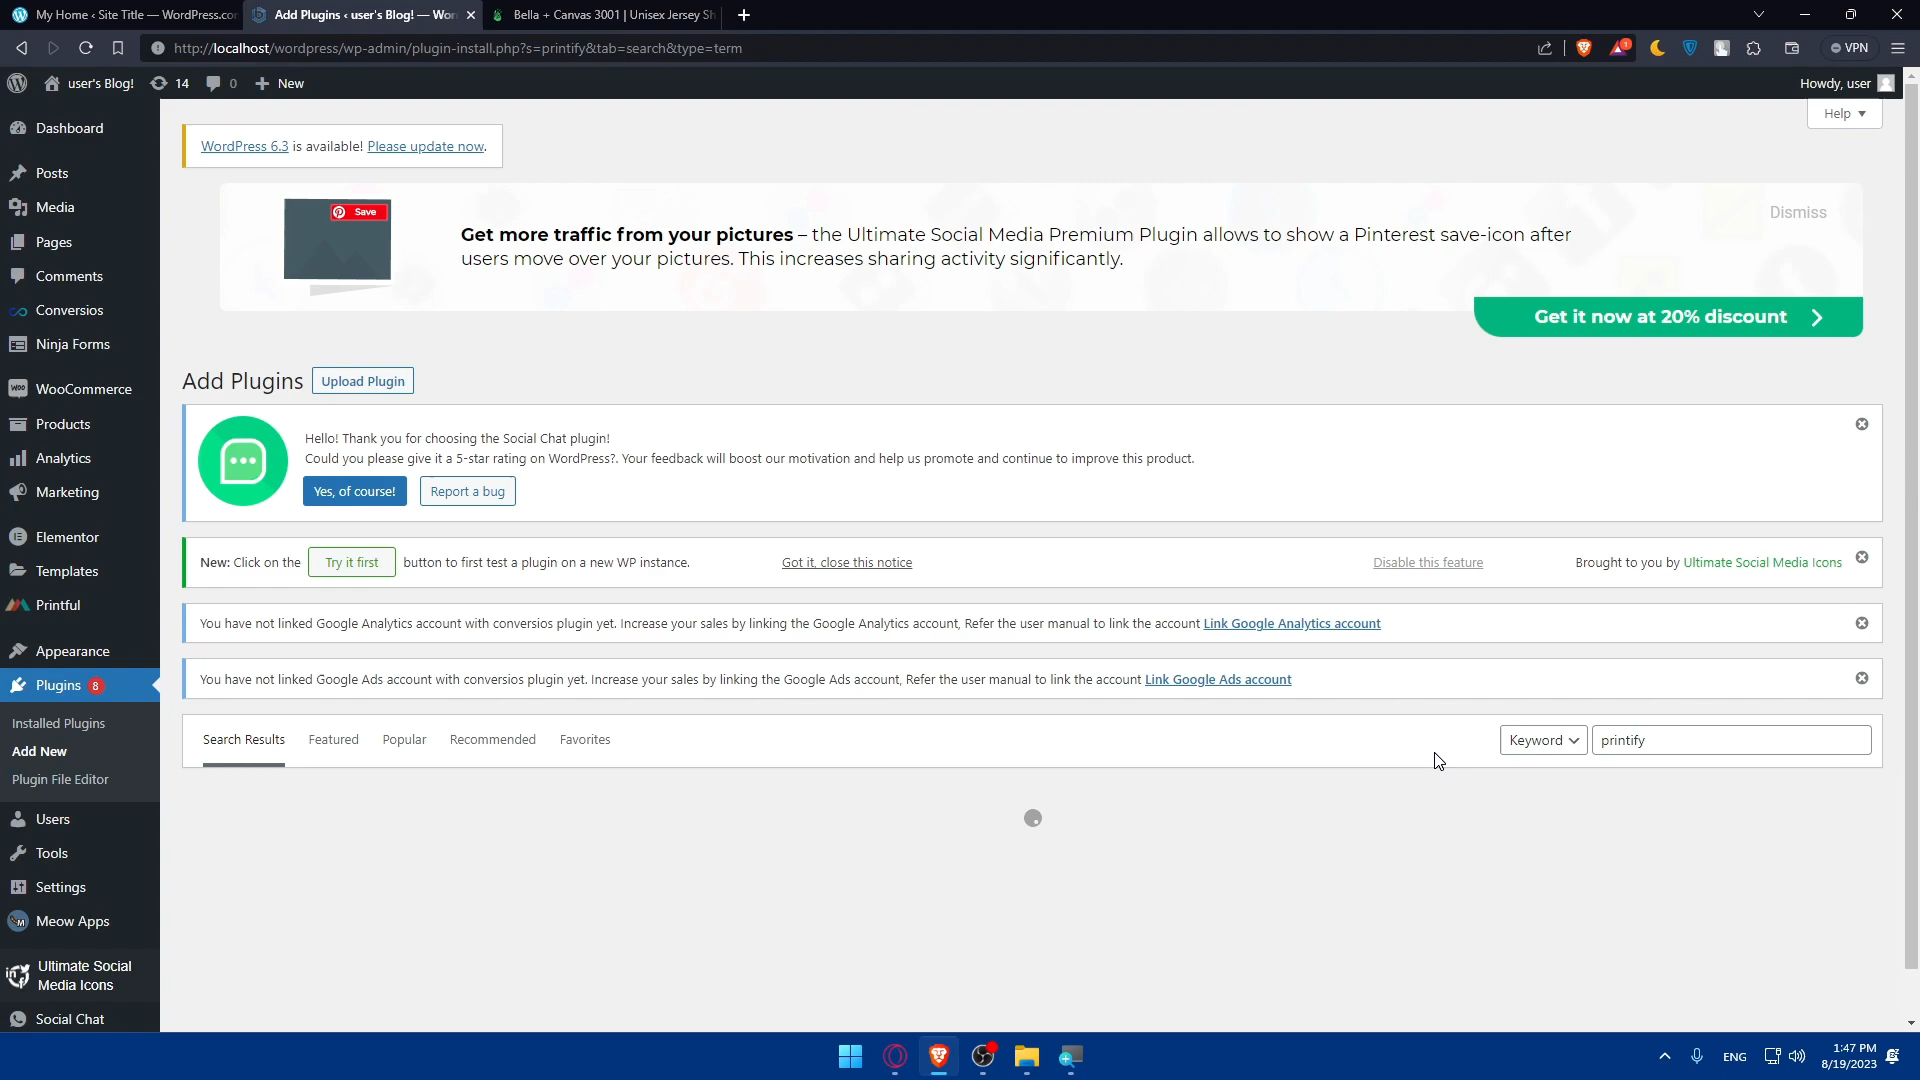 My Home ‹ Site Title — WordPress.cor
Add Plugins ‹ user's Blog! — Wor
Bella + Canvas 3001 | Unisex Jersey Sh
http://localhost/wordpress/wp-admin/plugin-install.php?s=printify&tab=search&type=term
1
VPN
user's Blog!
14
0
New
Howdy, user
Help
Dashboard
Posts
Media
Pages
Comments
Conversios
Ninja Forms
WooCommerce
Products
Analytics
Marketing
Elementor
Templates
Printful
Appearance
Plugins 8
Installed Plugins
Add New
Plugin File Editor
Users
Tools
Settings
Meow Apps
Ultimate Social
Media Icons
Social Chat
WordPress 6.3 is available! Please update now.
Save
Get more traffic from your pictures – the Ultimate Social Media Premium Plugin allows to show a Pinterest save-icon after
users move over your pictures. This increases sharing activity significantly.
Dismiss
Get it now at 20% discount
Add Plugins
Upload Plugin
Hello! Thank you for choosing the Social Chat plugin!
Could you please give it a 5-star rating on WordPress?. Your feedback will boost our motivation and help us promote and continue to improve this product.
Yes, of course!
Report a bug
New: Click on the Try it first button to first test a plugin on a new WP instance.
Got it, close this notice
Disable this feature
Brought to you by Ultimate Social Media Icons
You have not linked Google Analytics account with conversios plugin yet. Increase your sales by linking the Google Analytics account, Refer the user manual to link the account Link Google Analytics account
You have not linked Google Ads account with conversios plugin yet. Increase your sales by linking the Google Ads account, Refer the user manual to link the account Link Google Ads account
Search Results
Featured
Popular
Recommended
Favorites
Keyword
printify
ENG
1:47 PM
8/19/2023